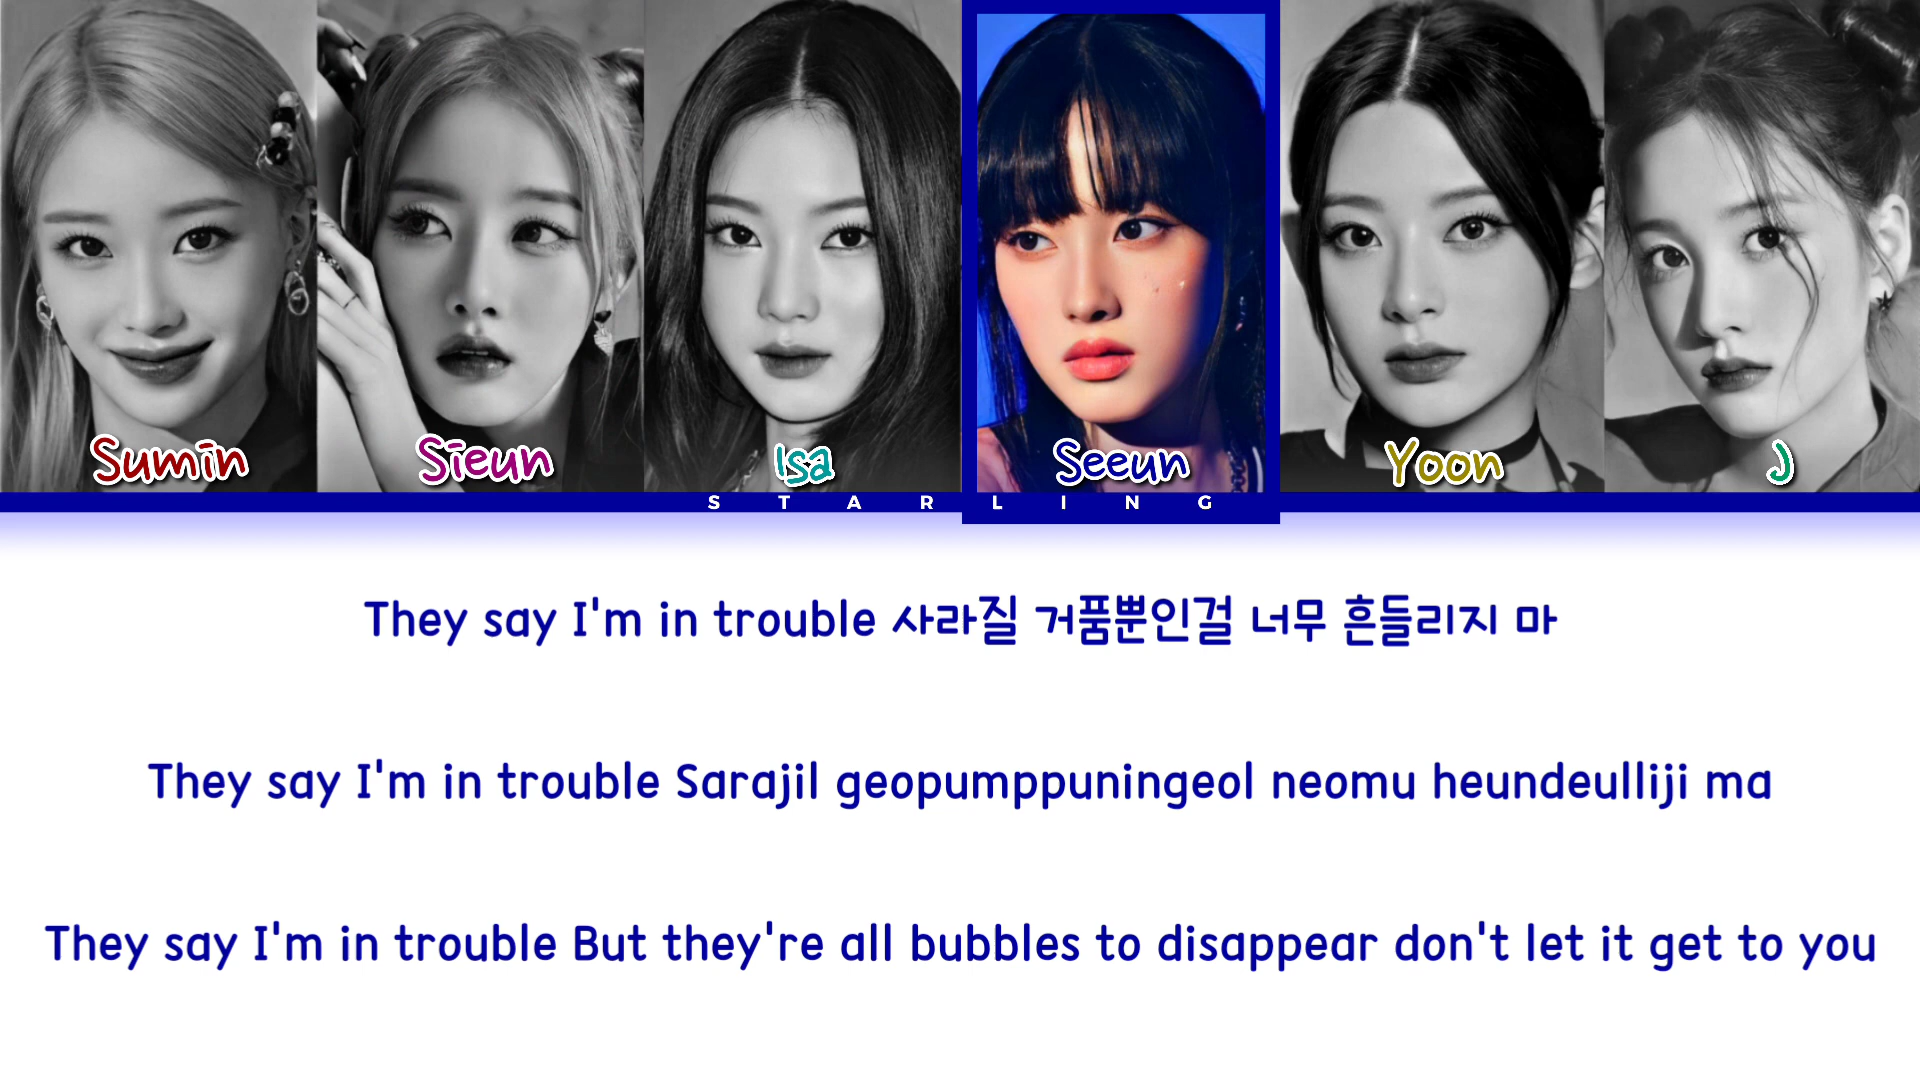 Sumin Sieun Isa Seeun Yoon J
STARLING
They say I'm in trouble 사라질 거품뿐인걸 너무 흔들리지 마
They say I'm in trouble Sarajil geopumppuningeol neomu heundeulliji ma
They say I'm in trouble But they're all bubbles to disappear don't let it get to you